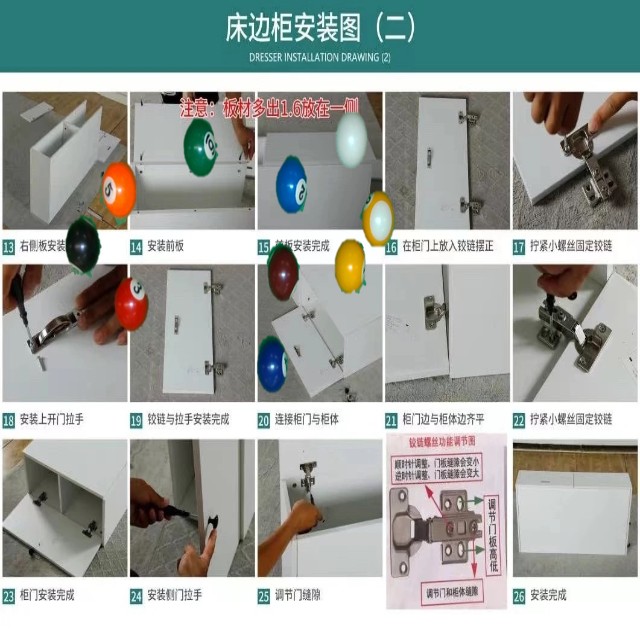 床边柜安装图（二）
DRESSER INSTALLATION DRAWING (2)
注意：板材多出1.6放在一侧
13 右侧板安装
14 安装前板
15 前板安装完成
16 在柜门上放入铰链摆正
17 拧紧小螺丝固定铰链
18 安装上开门拉手
19 铰链与拉手安装完成
20 连接柜门与柜体
21 柜门边与柜体边齐平
22 拧紧小螺丝固定铰链
铰链螺丝功能调节图
顺时针调整、门板缝隙会变小
逆时针调整、门板缝隙会变大
调节门板高低
调节门和柜体缝隙
23 柜门安装完成
24 安装侧门拉手
25 调节门缝隙
26 安装完成
5
10
2
3